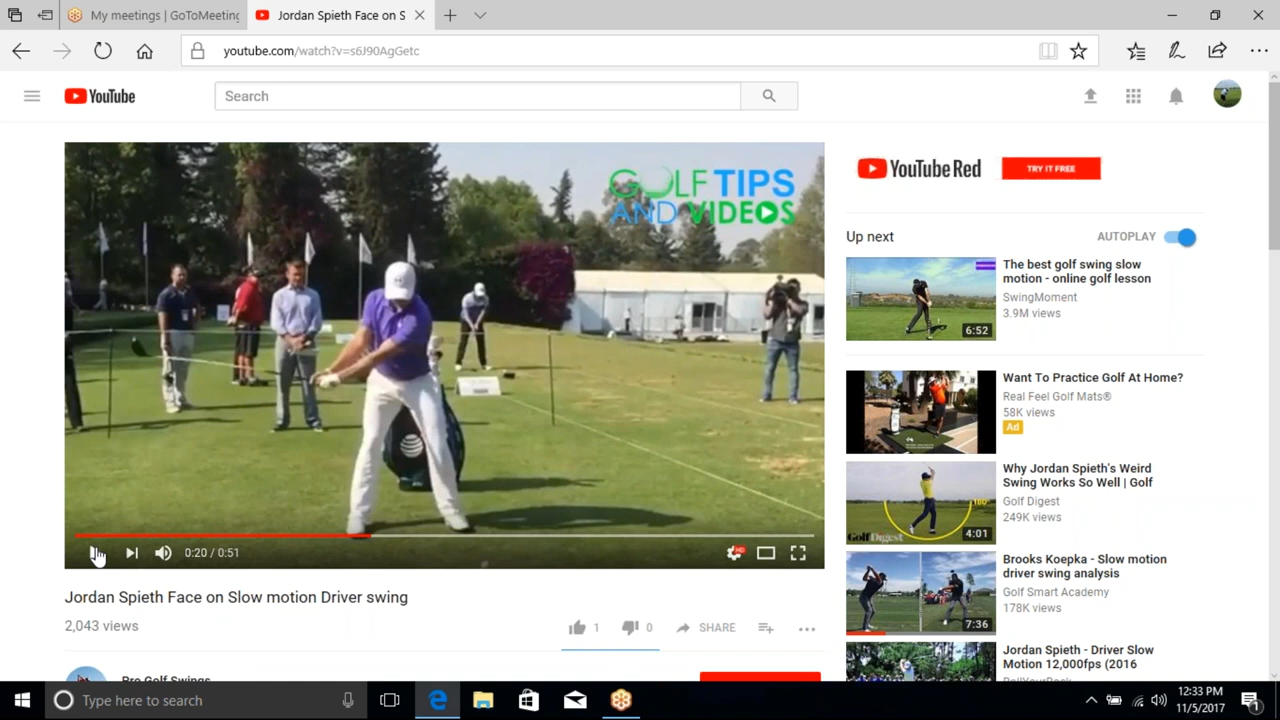 My meetings | GoToMeeting
Jordan Spieth Face on S
youtube.com/watch?v=s6J90AgGetc
YouTube
Search
GOLF TIPS
AND VIDEOS
YouTube Red
TRY IT FREE
Up next
AUTOPLAY
The best golf swing slow
motion - online golf lesson
SwingMoment
3.9M views
6:52
Want To Practice Golf At Home?
Real Feel Golf Mats®
58K views
Ad
Why Jordan Spieth's Weird
Swing Works So Well | Golf
Golf Digest
249K views
GolfDigest
4:01
Brooks Koepka - Slow motion
driver swing analysis
Golf Smart Academy
178K views
7:36
Jordan Spieth - Driver Slow
Motion 12,000fps (2016
0:20 / 0:51
HD
Jordan Spieth Face on Slow motion Driver swing
2,043 views
1
0
SHARE
Pro Golf Swings
Type here to search
12:33 PM
11/5/2017
1